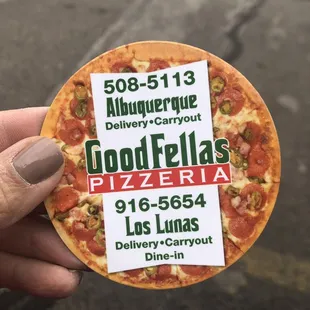 508-5113
Albuquerque
Delivery•Carryout
GoodFellas
PIZZERIA
916-5654
Los Lunas
Delivery•Carryout
Dine-in